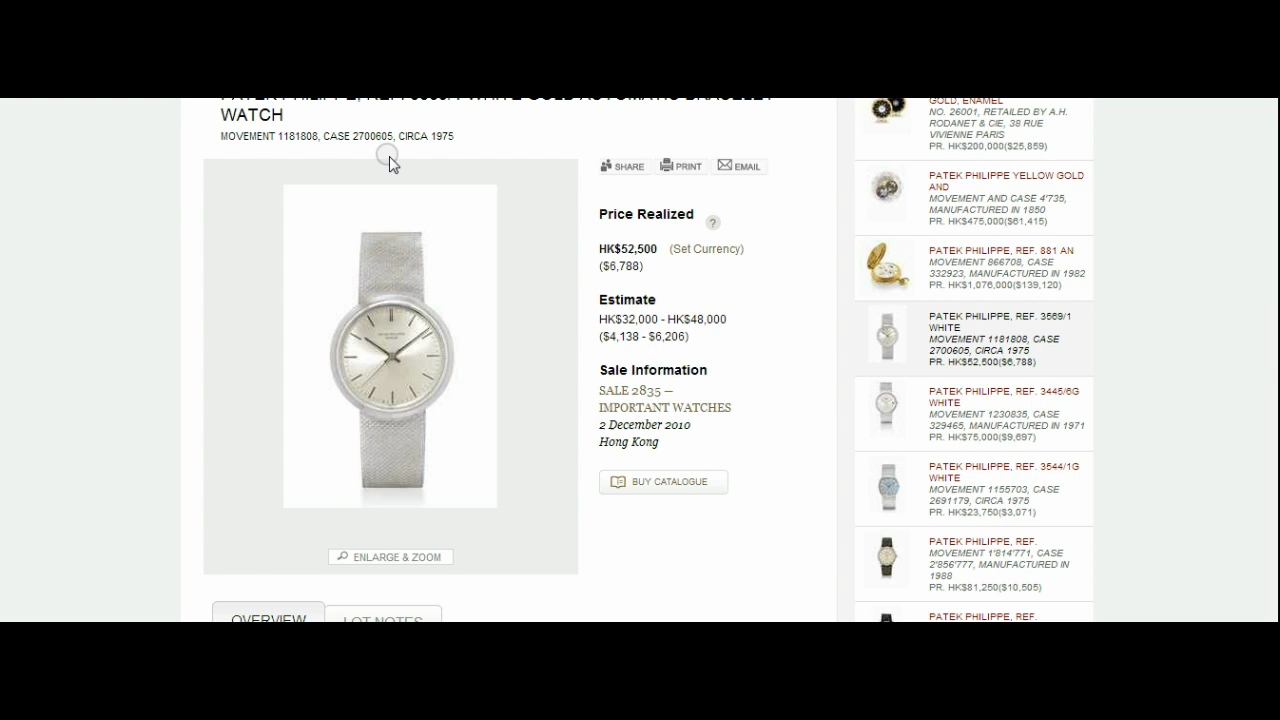 WATCH
MOVEMENT 1181808, CASE 2700605, CIRCA 1975
SHARE
PRINT
EMAIL
Price Realized
?
HK$52,500 (Set Currency)
($6,788)
Estimate
HK$32,000 - HK$48,000
($4,138 - $6,206)
Sale Information
SALE 2835 –
IMPORTANT WATCHES
2 December 2010
Hong Kong
BUY CATALOGUE
ENLARGE & ZOOM
OVERVIEW
LOT NOTES
GOLD, ENAMEL
NO. 26001, RETAILED BY A.H.
RODANET & CIE, 38 RUE
VIVIENNE PARIS
PR. HK$200,000($25,859)
PATEK PHILIPPE YELLOW GOLD
AND
MOVEMENT AND CASE 4'735,
MANUFACTURED IN 1850
PR. HK$475,000($61,415)
PATEK PHILIPPE, REF. 881 AN
MOVEMENT 866708, CASE
332923, MANUFACTURED IN 1982
PR. HK$1,076,000($139,120)
PATEK PHILIPPE, REF. 3569/1
WHITE
MOVEMENT 1181808, CASE
2700605, CIRCA 1975
PR. HK$52,500($6,788)
PATEK PHILIPPE, REF. 3445/6G
WHITE
MOVEMENT 1230835, CASE
329465, MANUFACTURED IN 1971
PR. HK$75,000($9,697)
PATEK PHILIPPE, REF. 3544/1G
WHITE
MOVEMENT 1155703, CASE
2691179, CIRCA 1975
PR. HK$23,750($3,071)
PATEK PHILIPPE, REF.
MOVEMENT 1'814'771, CASE
2'856'777, MANUFACTURED IN
1988
PR. HK$81,250($10,505)
PATEK PHILIPPE, REF.